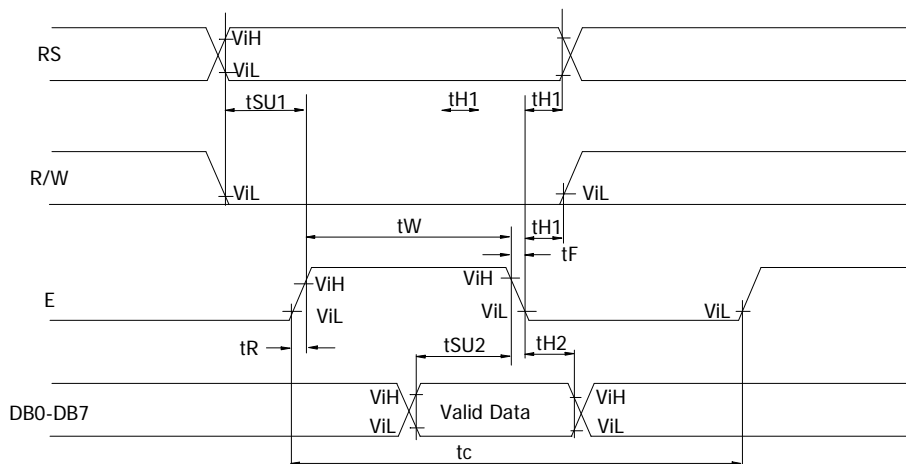 ViH
RS
ViL
tSU1 tH1 tH1
R/W
ViL ViL
tW tH1
tF
ViH ViH
E
ViL ViL ViL
tR tSU2 tH2
ViH ViH
DB0-DB7 Valid Data
ViL ViL
tc